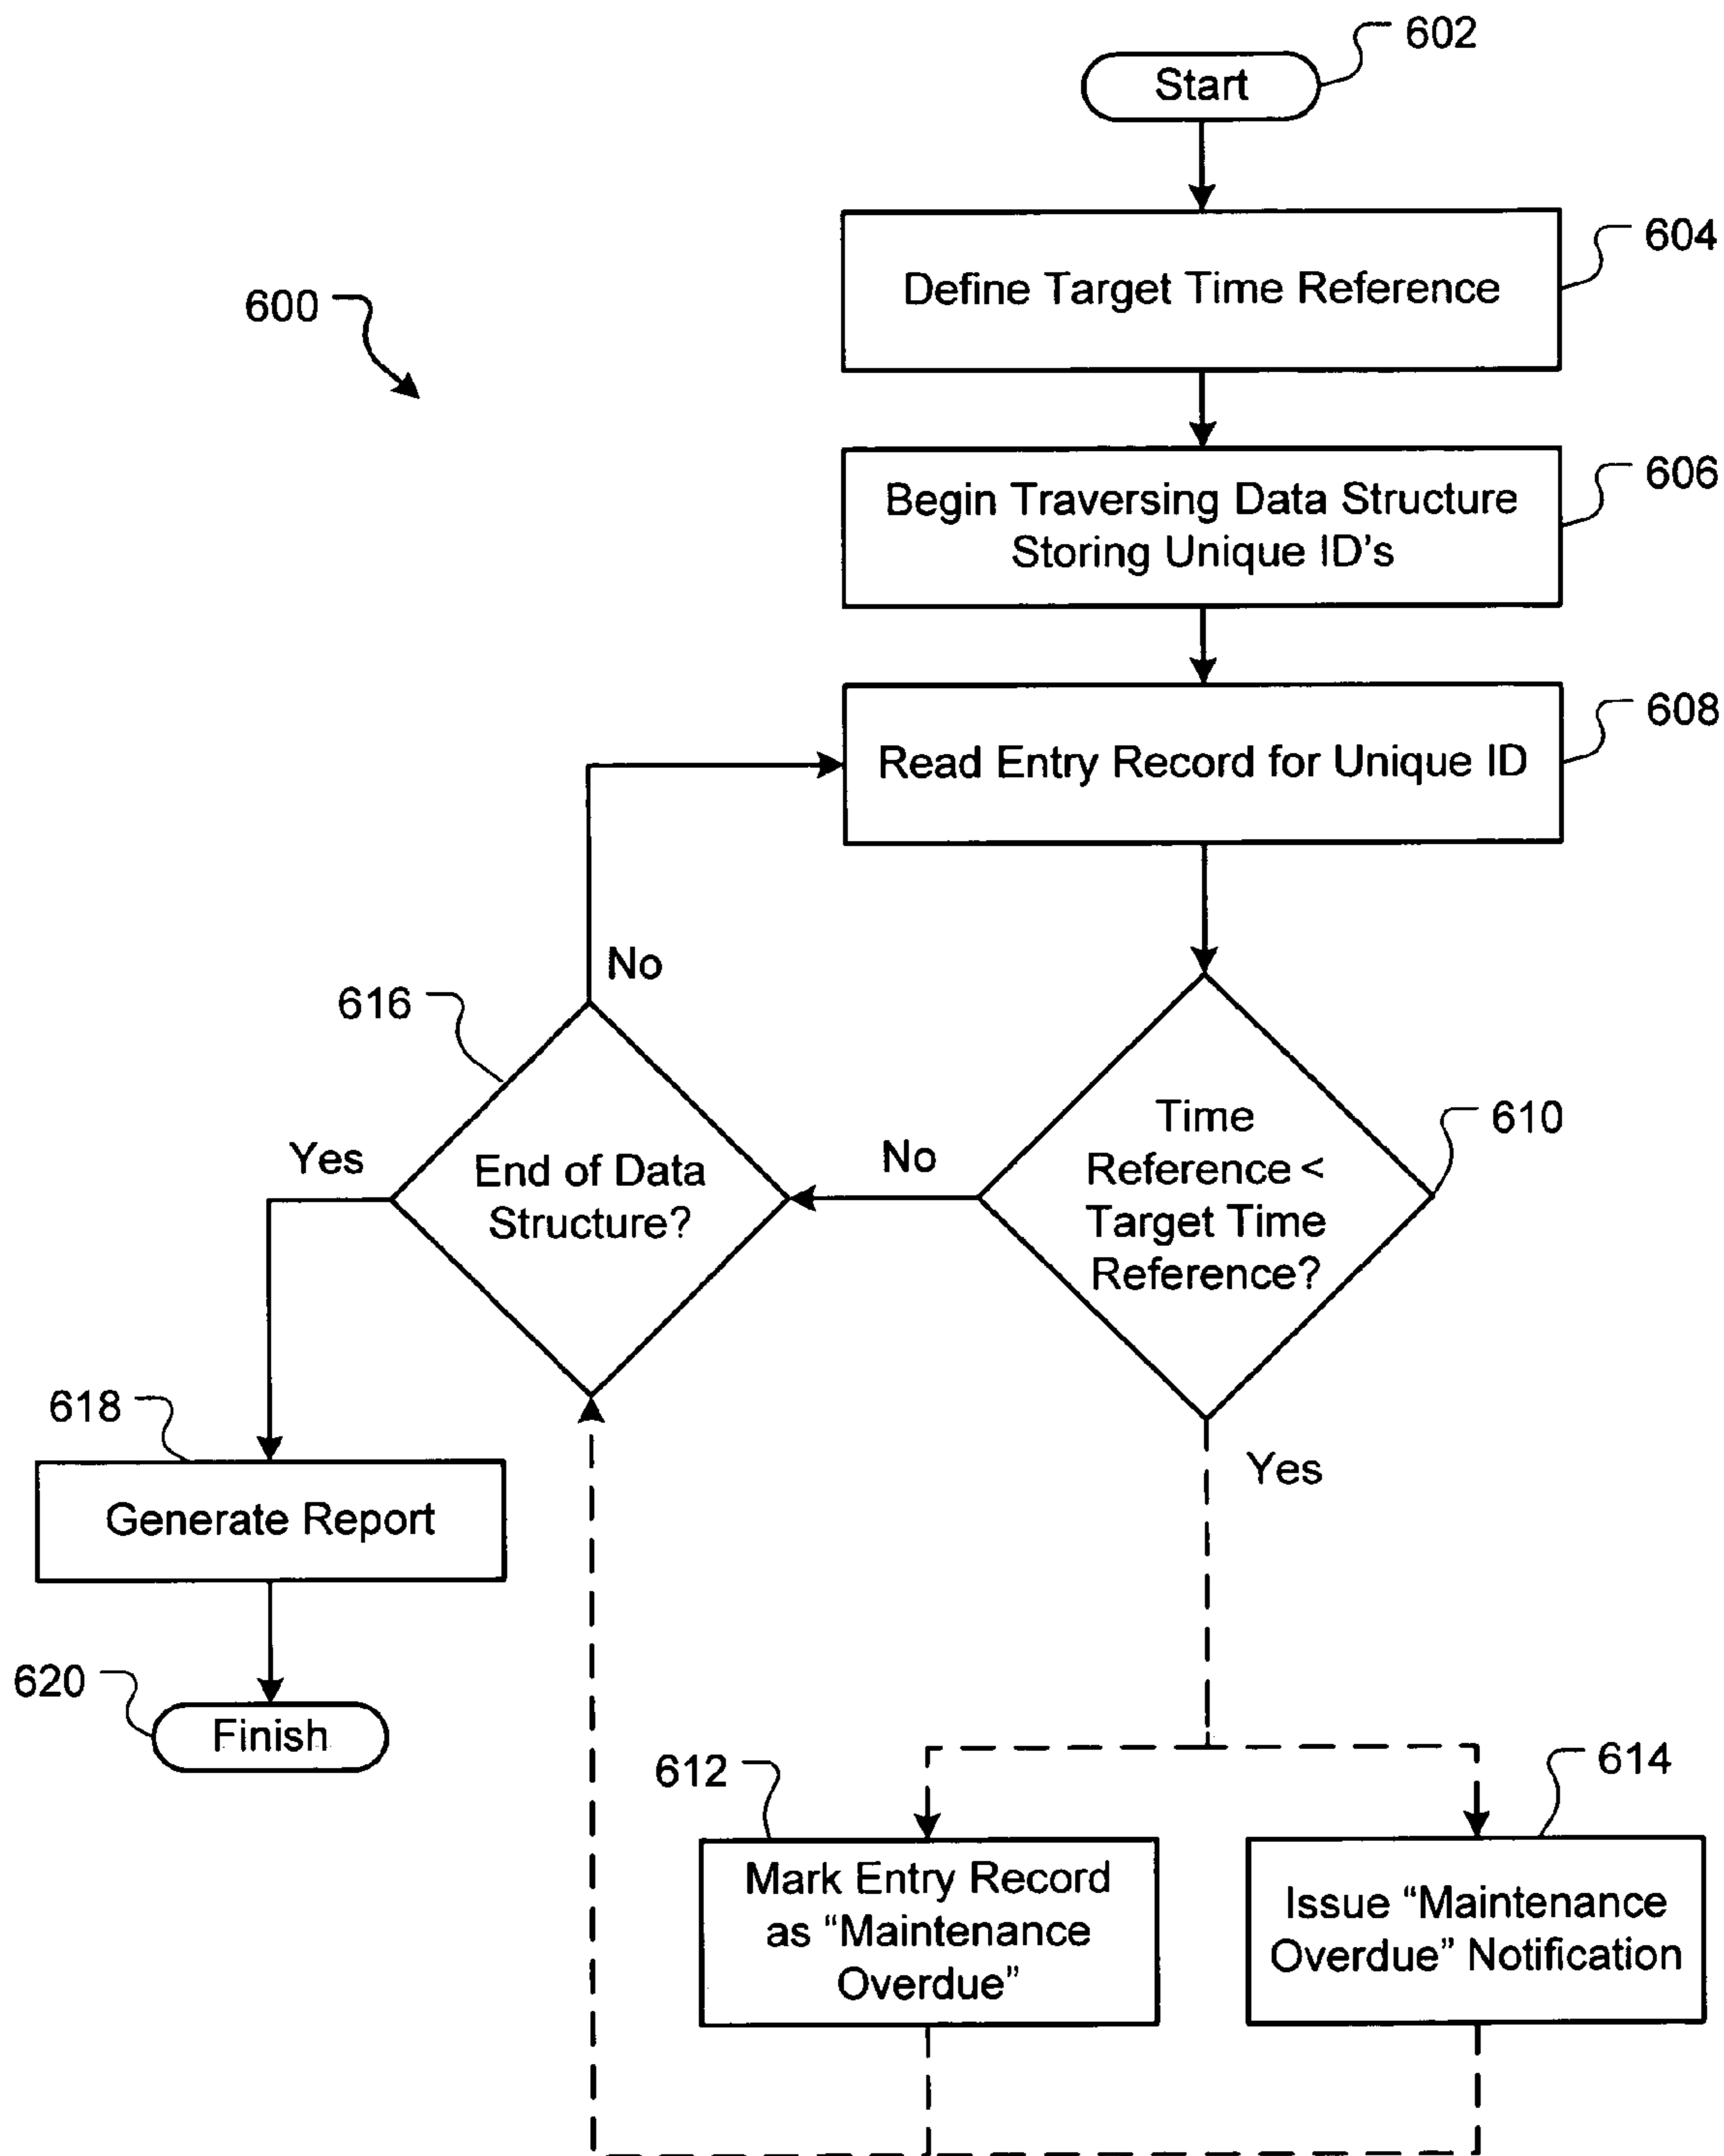 602
Start
604
Define Target Time Reference
600
606
Begin Traversing Data Structure
Storing Unique ID's
608
Read Entry Record for Unique ID
No
616
610
Time
Reference <
Target Time
Reference?
Yes
End of Data
Structure?
No
618
Yes
Generate Report
620
Finish
612
614
Mark Entry Record
as “Maintenance
Overdue”
Issue “Maintenance
Overdue” Notification